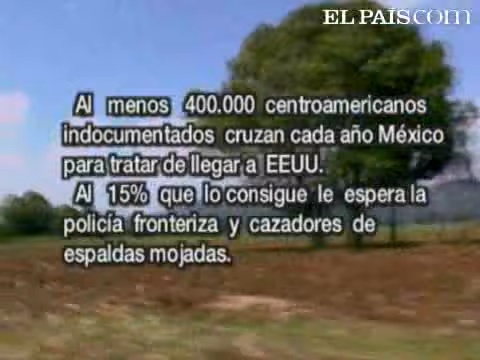 EL PAÍS.com
Al menos 400.000 centroamericanos
indocumentados cruzan cada año México
para tratar de llegar a EEUU.
Al 15% que lo consigue le espera la
policía fronteriza y cazadores de
espaldas mojadas.